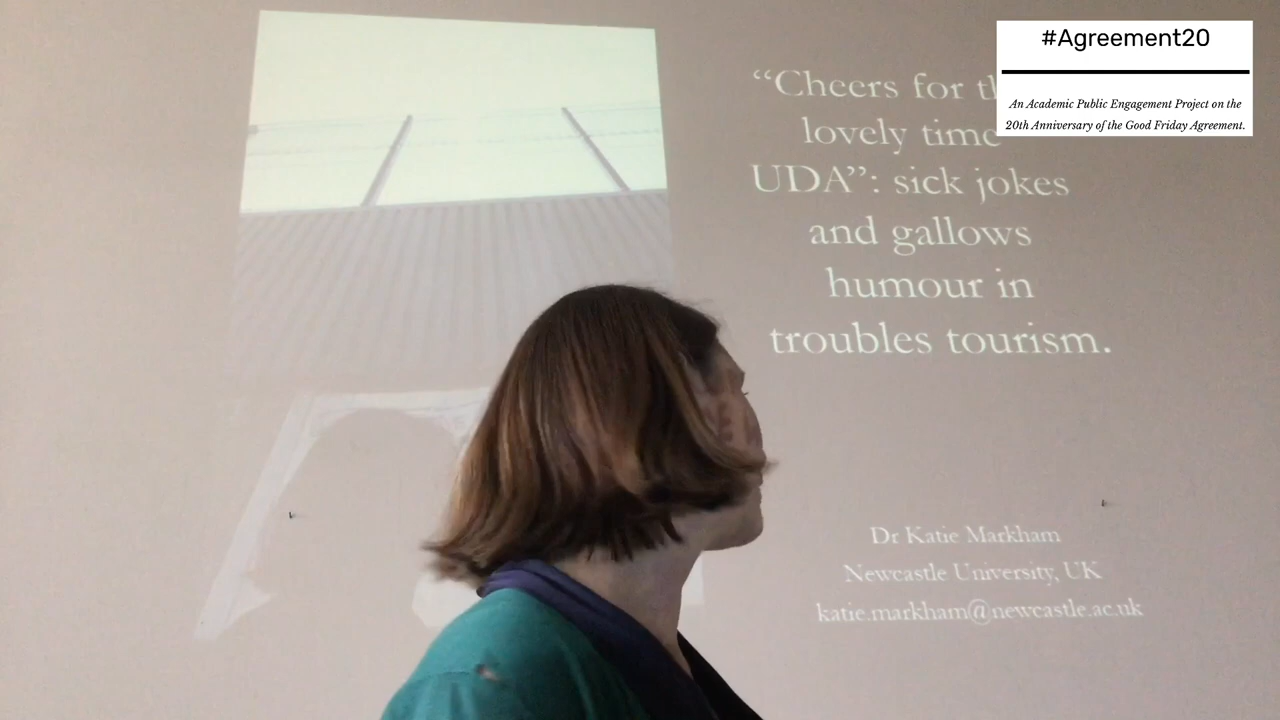 #Agreement20
An Academic Public Engagement Project on the
20th Anniversary of the Good Friday Agreement.
“Cheers for
lovely time
UDA”: sick jokes
and gallows
humour in
troubles tourism.
Dr Katie Markham
Newcastle University, UK
katie.markham@newcastle.ac.uk